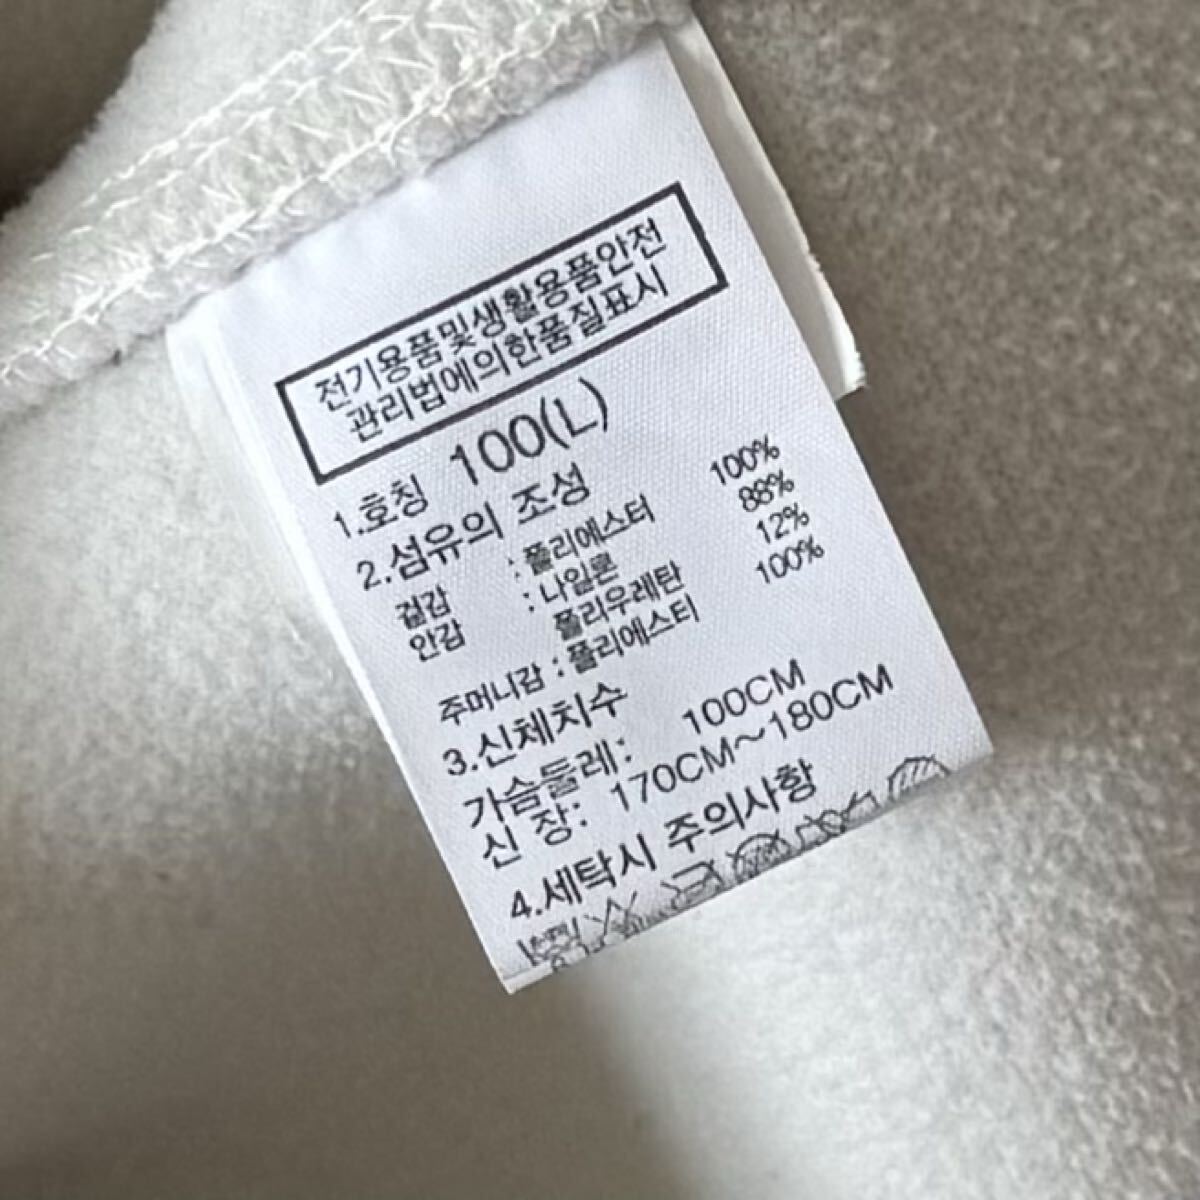 전기용품및생활용품안전
관리법에의한품질표시
1.호칭 100(L)
2.섬유의 조성
겉감 : 폴리에스터 100%
안감 : 나일론 88%
폴리우레탄 12%
주머니감 : 폴리에스터 100%
3.신체치수
가슴둘레: 100CM
신 장: 170CM~180CM
4.세탁시 주의사항